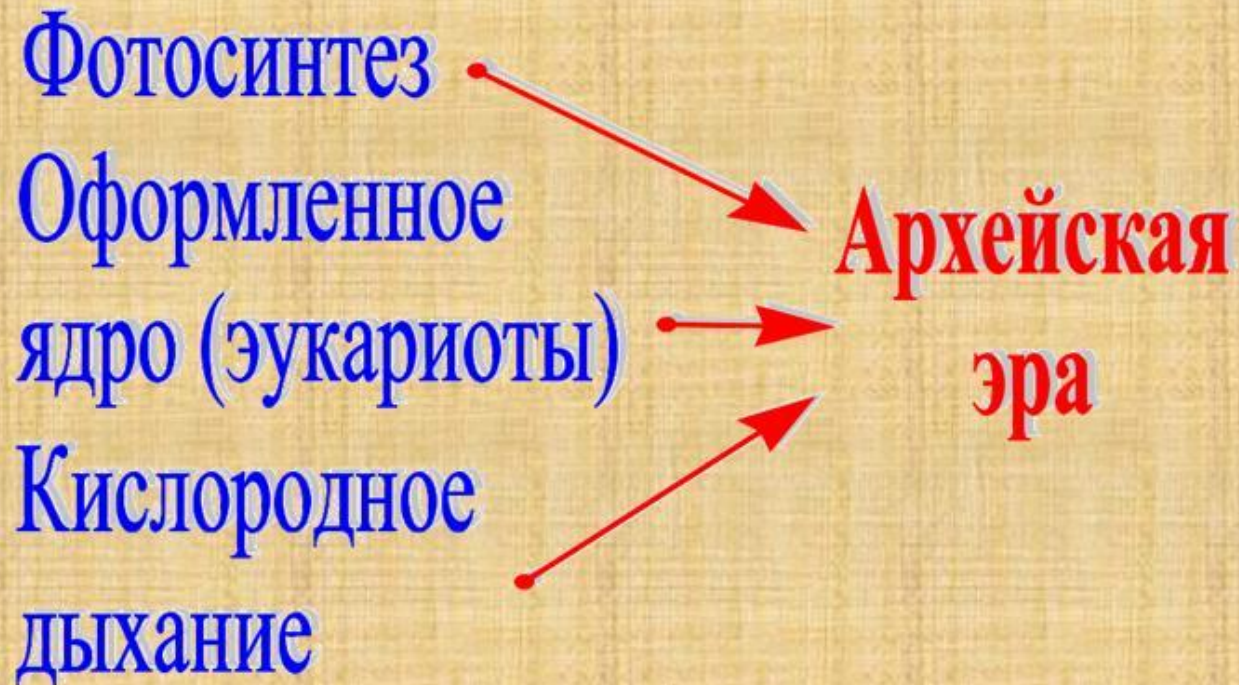 Фотосинтез
Оформленное
ядро (эукариоты)
Кислородное
дыхание
Архейская
эра